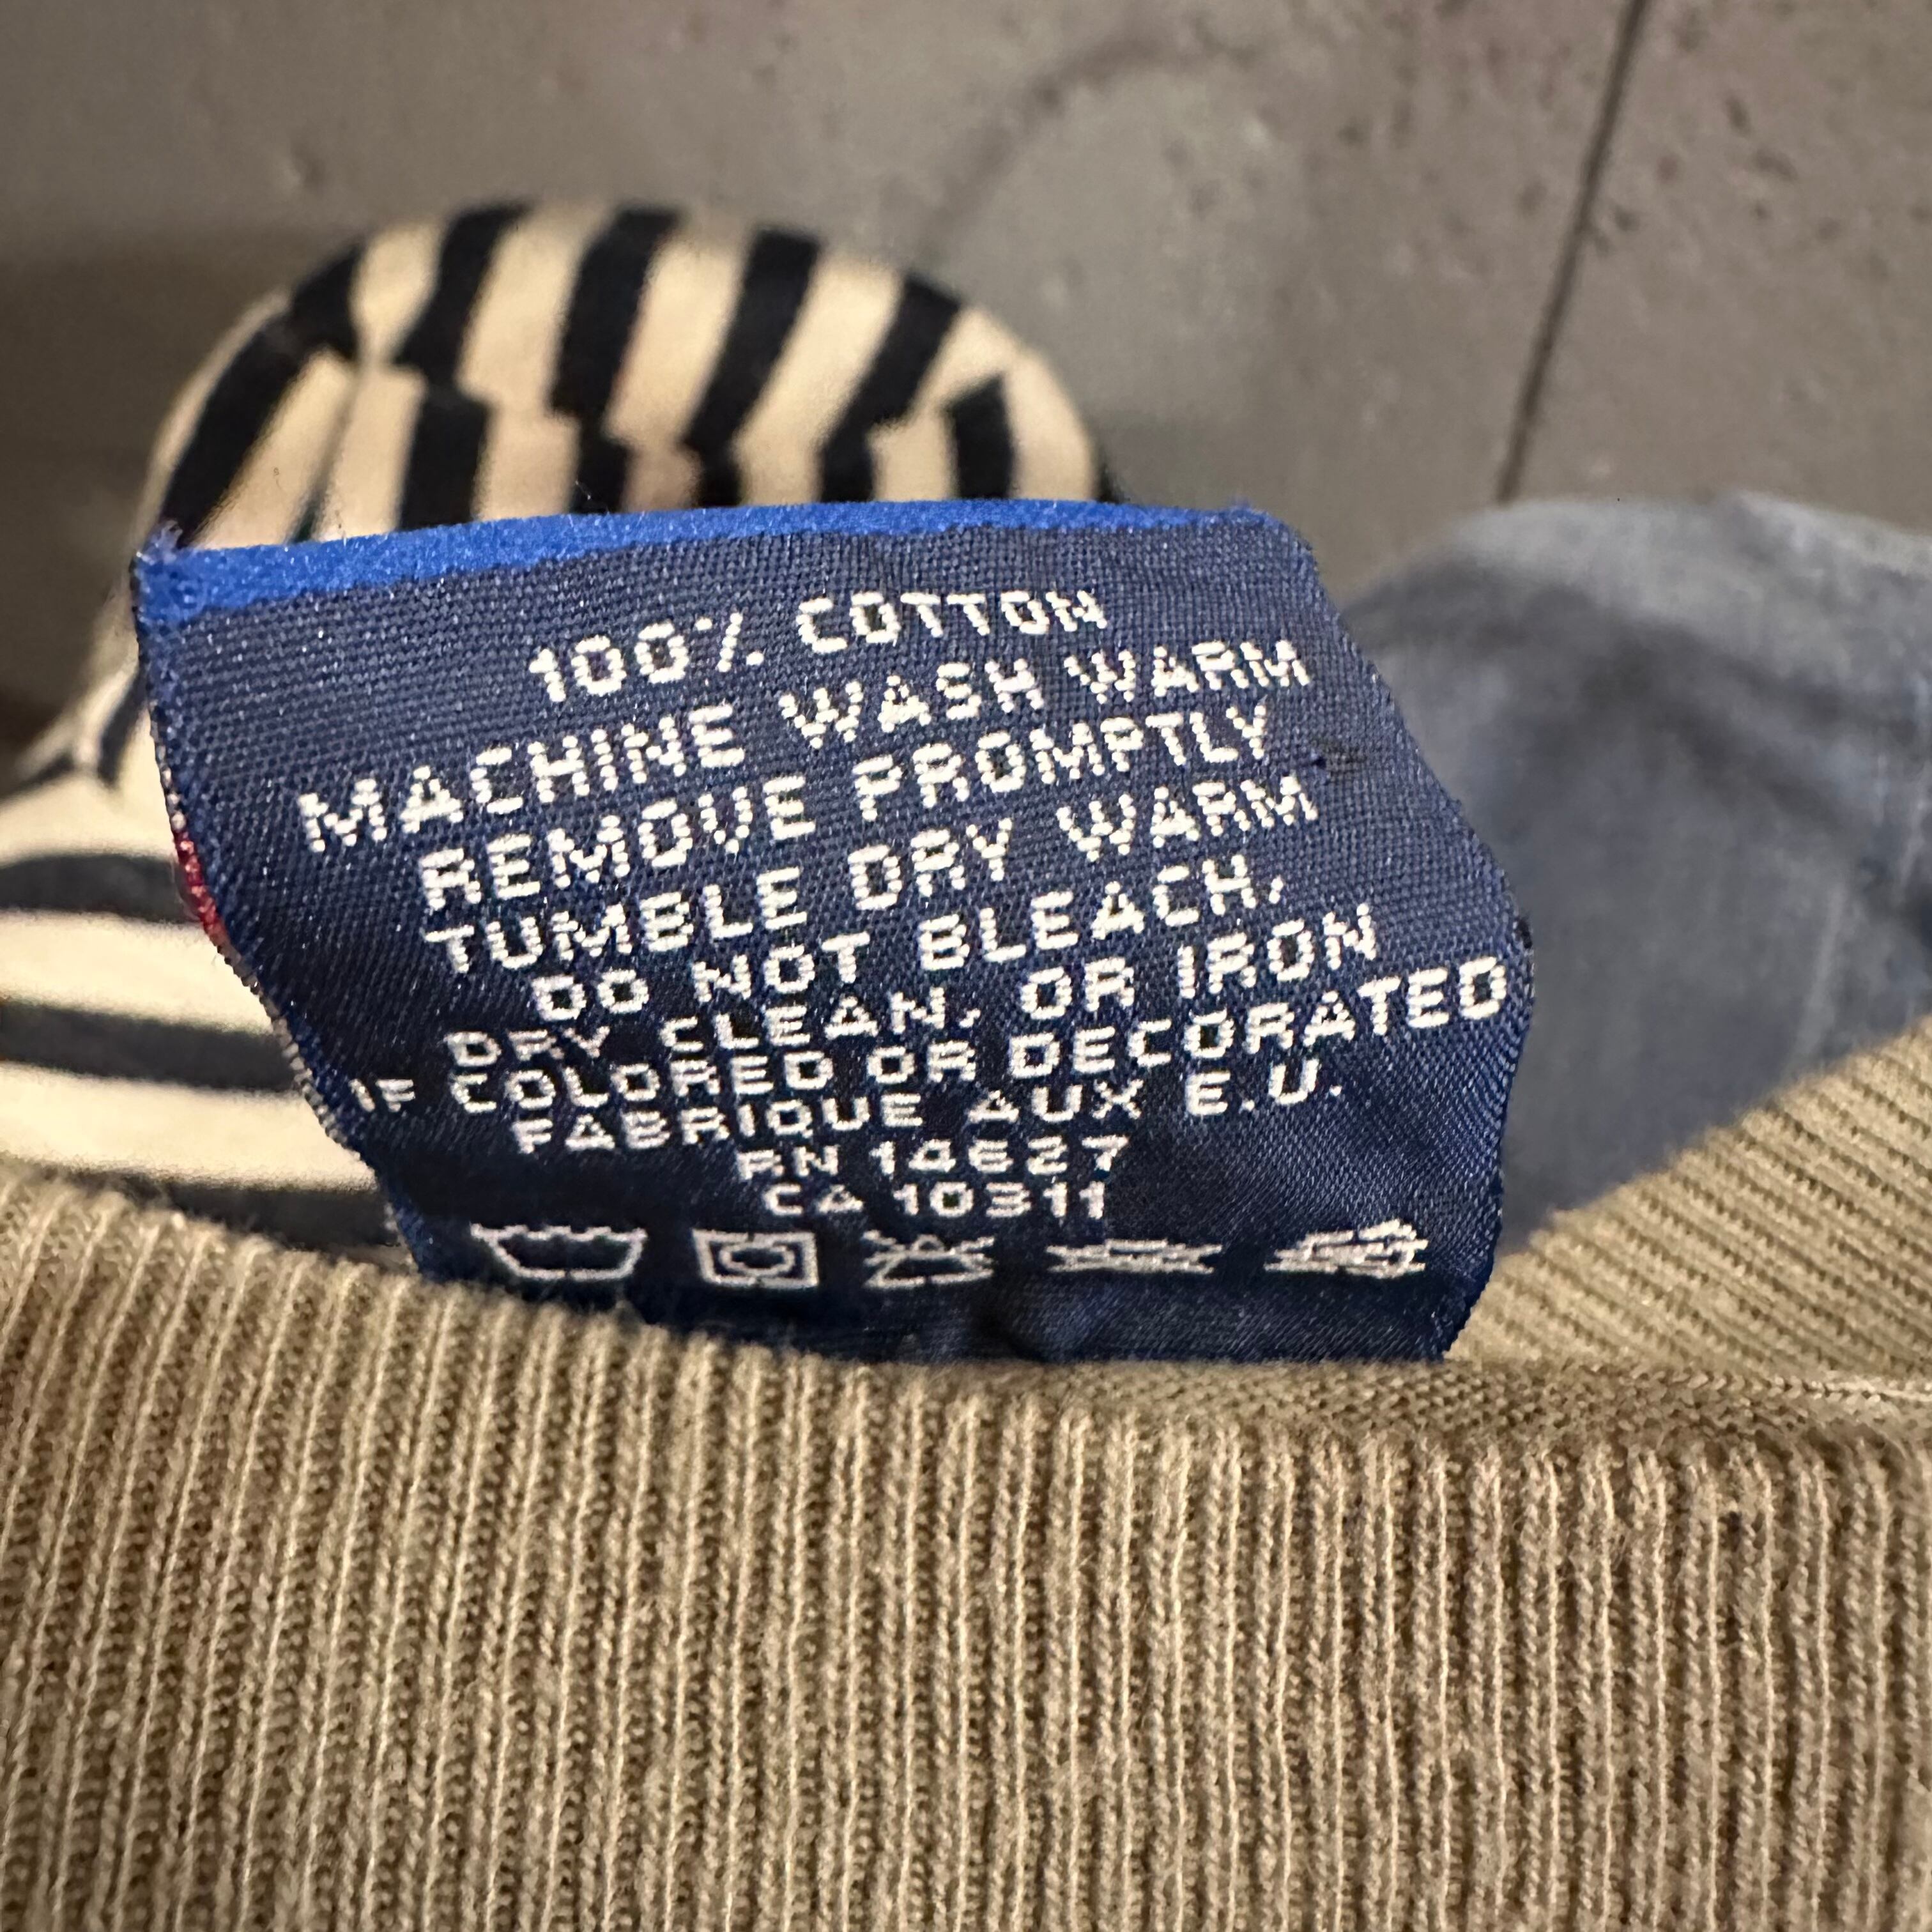 100% COTTON
MACHINE WASH WARM
REMOVE PROMPTLY
TUMBLE DRY WARM
DO NOT BLEACH,
DRY CLEAN, OR IRON
IF COLORED OR DECORATED
FABRIQUE AUX E.U.
RN 14627
CA 10311